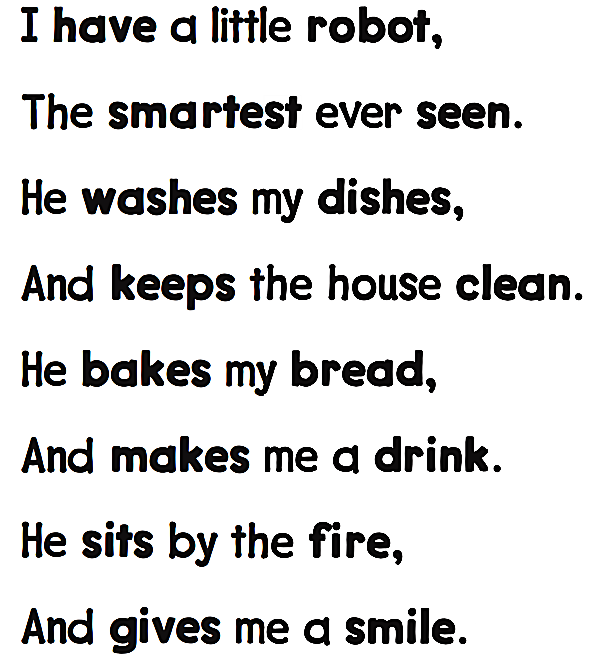 I have a little robot,
The smartest ever seen.
He washes my dishes,
And keeps the house clean.
He bakes my bread,
And makes me a drink.
He sits by the fire,
And gives me a smile.